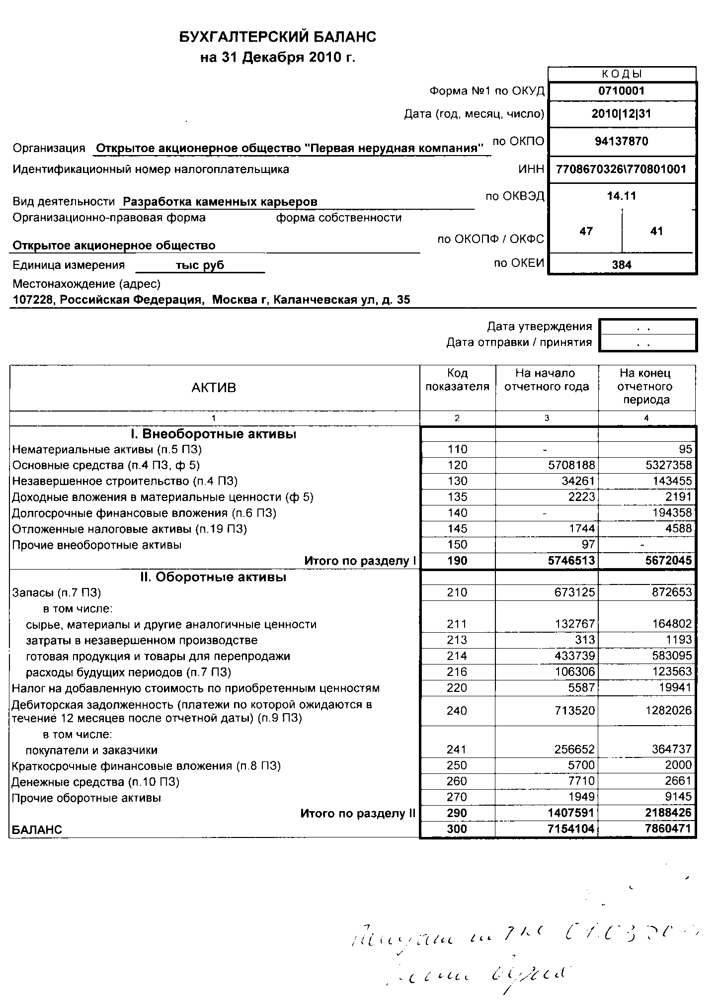 БУХГАЛТЕРСКИЙ БАЛАНС
на 31 Декабря 2010 г.
КОДЫ
Форма №1 по ОКУД 0710001
Дата (год, месяц, число) 2010|12|31
Организация Открытое акционерное общество "Первая нерудная компания" по ОКПО 94137870
Идентификационный номер налогоплательщика ИНН 7708670326\770801001
Вид деятельности Разработка каменных карьеров по ОКВЭД 14.11
Организационно-правовая форма форма собственности
Открытое акционерное общество по ОКОПФ / ОКФС 47 41
Единица измерения тыс руб по ОКЕИ 384
Местонахождение (адрес)
107228, Российская Федерация, Москва г, Каланчевская ул, д. 35
Дата утверждения . .
Дата отправки / принятия . .
АКТИВ Код показателя На начало отчетного года На конец отчетного периода
1 2 3 4
I. Внеоборотные активы
Нематериальные активы (п.5 ПЗ) 110 - 95
Основные средства (п.4 ПЗ, ф 5) 120 5708188 5327358
Незавершенное строительство (п.4 ПЗ) 130 34261 143455
Доходные вложения в материальные ценности (ф 5) 135 2223 2191
Долгосрочные финансовые вложения (п.6 ПЗ) 140 - 194358
Отложенные налоговые активы (п.19 ПЗ) 145 1744 4588
Прочие внеоборотные активы 150 97 -
Итого по разделу I 190 5746513 5672045
II. Оборотные активы
Запасы (п.7 ПЗ) 210 673125 872653
в том числе:
сырье, материалы и другие аналогичные ценности 211 132767 164802
затраты в незавершенном производстве 213 313 1193
готовая продукция и товары для перепродажи 214 433739 583095
расходы будущих периодов (п.7 ПЗ) 216 106306 123563
Налог на добавленную стоимость по приобретенным ценностям 220 5587 19941
Дебиторская задолженность (платежи по которой ожидаются в
течение 12 месяцев после отчетной даты) (п.9 ПЗ) 240 713520 1282026
в том числе:
покупатели и заказчики 241 256652 364737
Краткосрочные финансовые вложения (п.8 ПЗ) 250 5700 2000
Денежные средства (п.10 ПЗ) 260 7710 2661
Прочие оборотные активы 270 1949 9145
Итого по разделу II 290 1407591 2188426
БАЛАНС 300 7154104 7860471